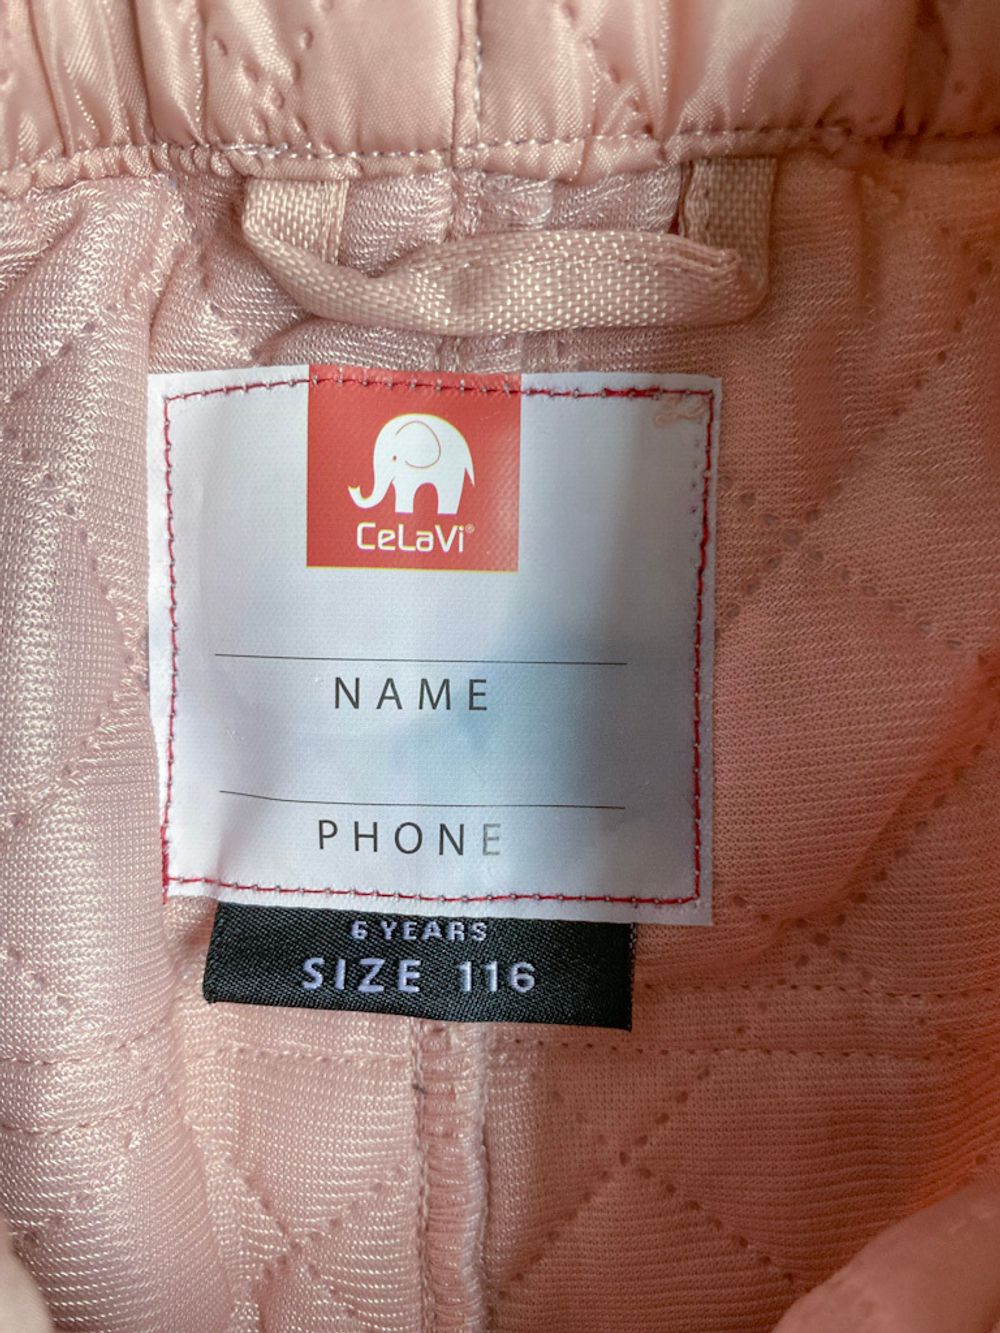 CeLaVi®
NAME
PHONE
6 YEARS
SIZE 116